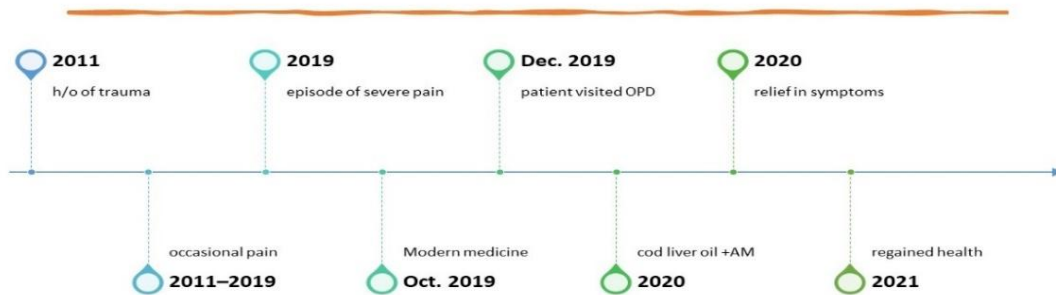 2011
h/o of trauma
2019
episode of severe pain
Dec. 2019
patient visited OPD
2020
relief in symptoms
occasional pain
2011–2019
Modern medicine
Oct. 2019
cod liver oil +AM
2020
regained health
2021